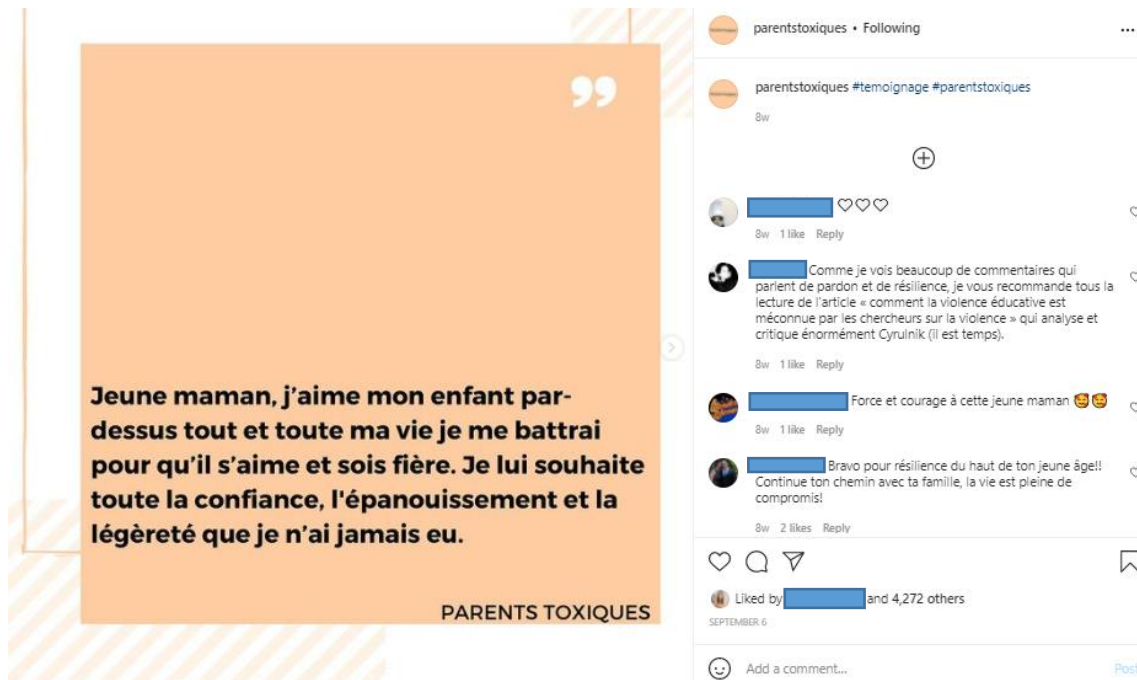 ”
Jeune maman, j’aime mon enfant par-
dessus tout et toute ma vie je me battrai
pour qu’il s’aime et sois fière. Je lui souhaite
toute la confiance, l'épanouissement et la
légèreté que je n’ai jamais eu.
PARENTS TOXIQUES
parentstoxiques • Following
parentstoxiques #temoignage #parentstoxiques
8w
♡♡♡
8w 1 like Reply
Comme je vois beaucoup de commentaires qui
parlent de pardon et de résilience, je vous recommande tous la
lecture de l'article « comment la violence éducative est
méconnue par les chercheurs sur la violence » qui analyse et
critique énormément Cyrulnik (il est temps).
8w 1 like Reply
Force et courage à cette jeune maman 🥰🥰
8w 1 like Reply
Bravo pour résilience du haut de ton jeune âge!!
Continue ton chemin avec ta famille, la vie est pleine de
compromis!
8w 2 likes Reply
Liked by and 4,272 others
SEPTEMBER 6
Add a comment...
Post